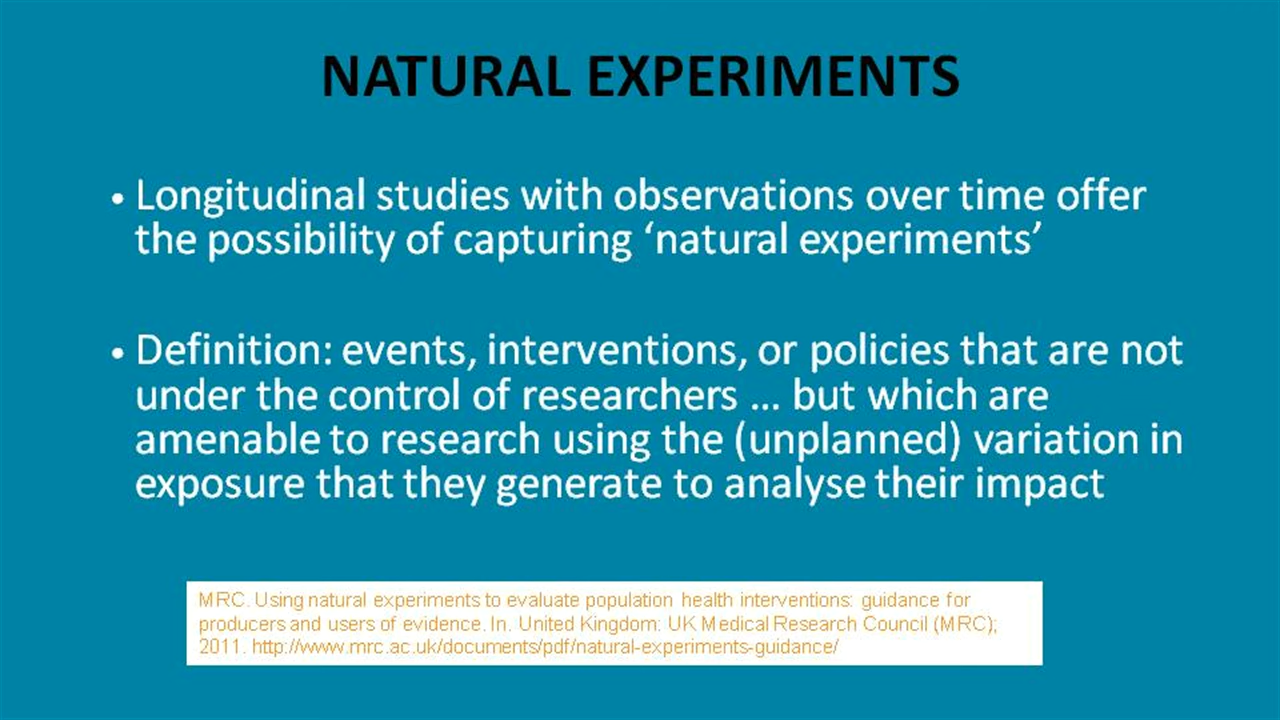 NATURAL EXPERIMENTS
• Longitudinal studies with observations over time offer
the possibility of capturing ‘natural experiments’
• Definition: events, interventions, or policies that are not
under the control of researchers … but which are
amenable to research using the (unplanned) variation in
exposure that they generate to analyse their impact
MRC. Using natural experiments to evaluate population health interventions: guidance for
producers and users of evidence. In. United Kingdom: UK Medical Research Council (MRC);
2011. http://www.mrc.ac.uk/documents/pdf/natural-experiments-guidance/